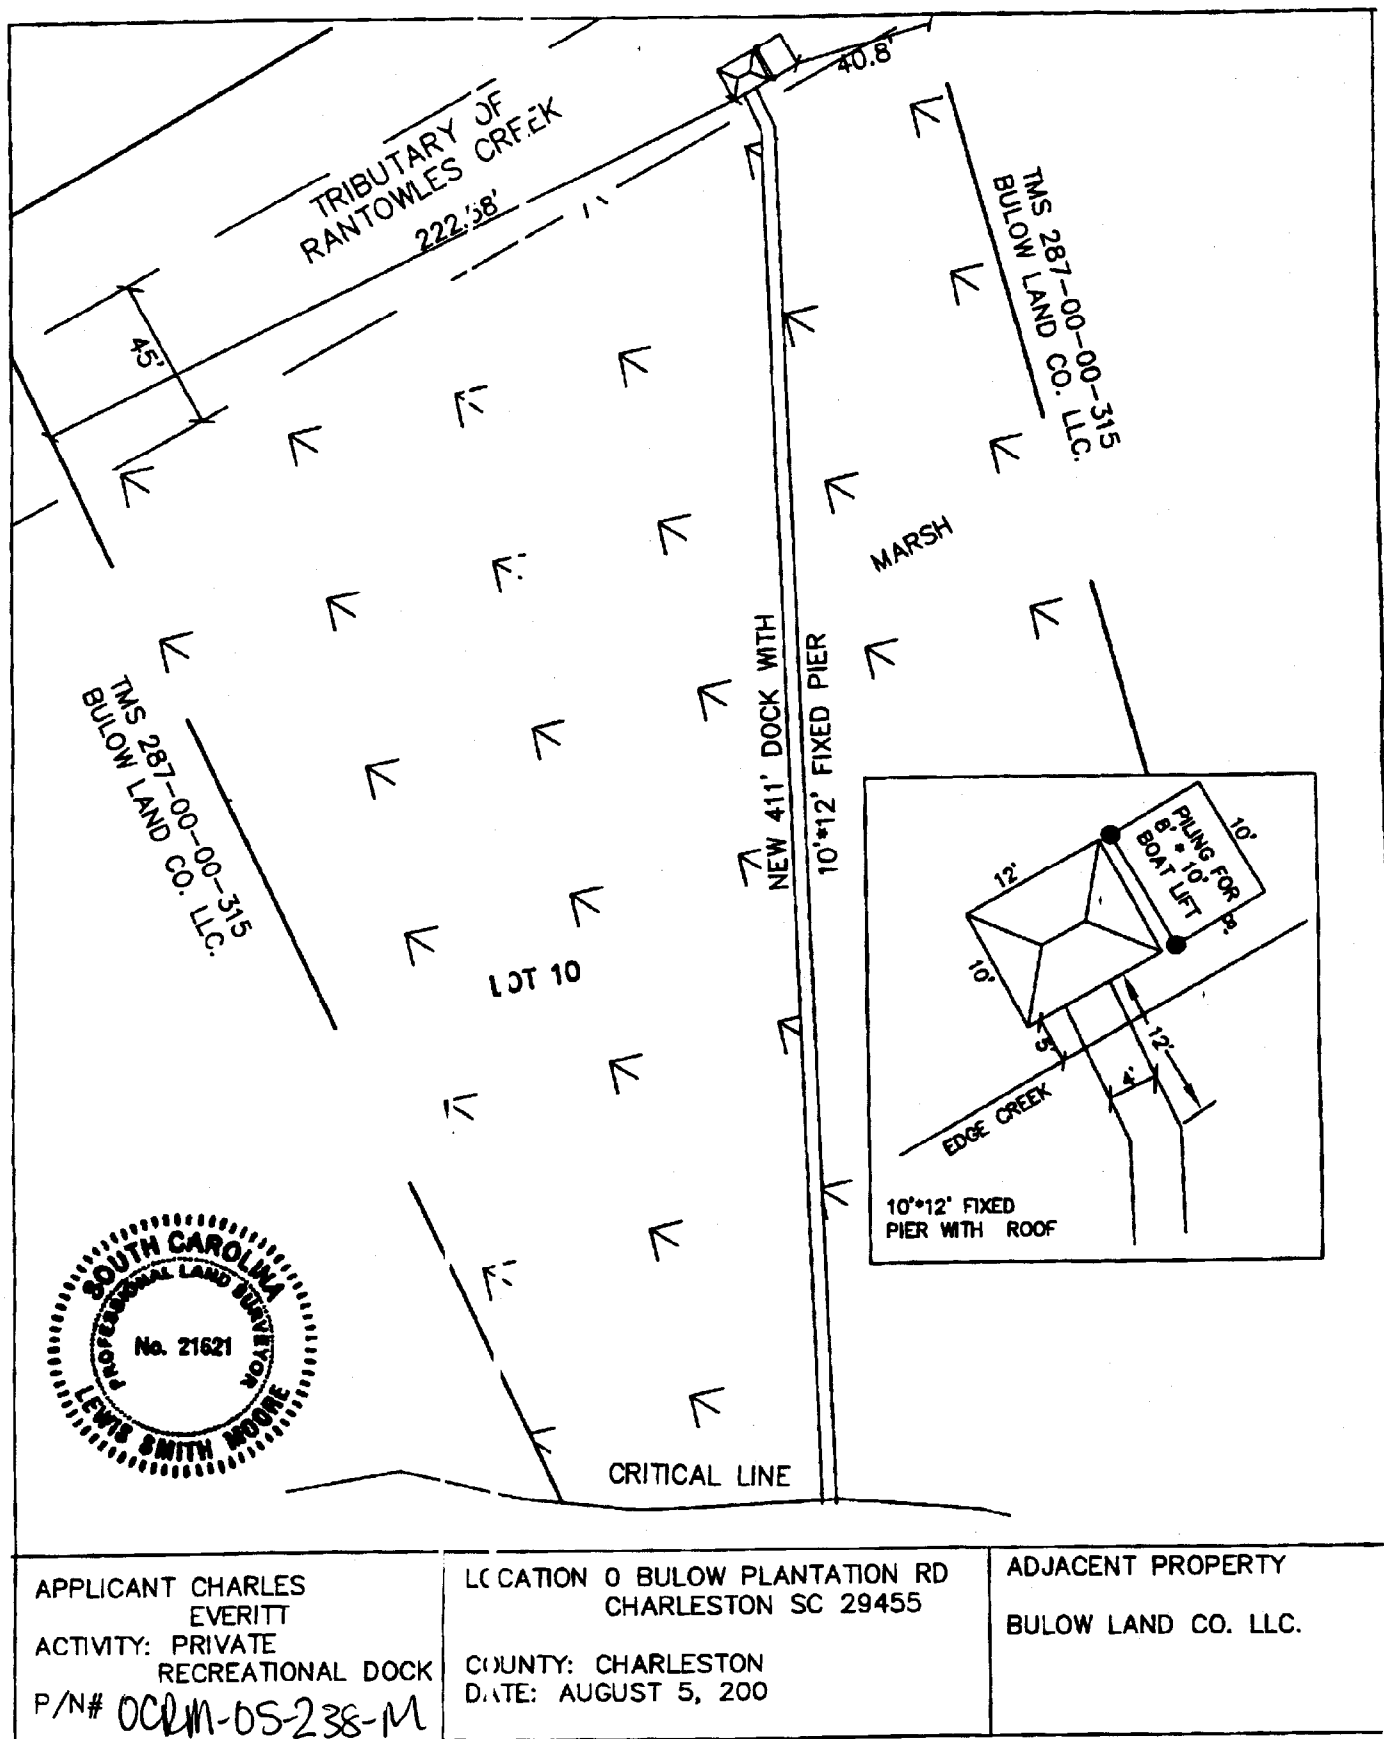 TRIBUTARY OF
RANTOWLES CREEK
222.58'
40.8'
45'
TMS 287-00-00-315
BULOW LAND CO. LLC.
MARSH
TMS 287-00-00-315
BULOW LAND CO. LLC.
NEW 411' DOCK WITH
10'*12' FIXED PIER
LOT 10
PILING FOR
8' * 10'
BOAT LIFT
10'
8'
12'
10'
5'
4'
12'
EDGE CREEK
10'*12' FIXED
PIER WITH ROOF
SOUTH CAROLINA
PROFESSIONAL LAND SURVEYOR
No. 21621
LEWIS SMITH MOORE
CRITICAL LINE
APPLICANT CHARLES
EVERITT
ACTIVITY: PRIVATE
RECREATIONAL DOCK
P/N# OCRM-05-238-M
LOCATION 0 BULOW PLANTATION RD
CHARLESTON SC 29455
COUNTY: CHARLESTON
DATE: AUGUST 5, 200
ADJACENT PROPERTY
BULOW LAND CO. LLC.